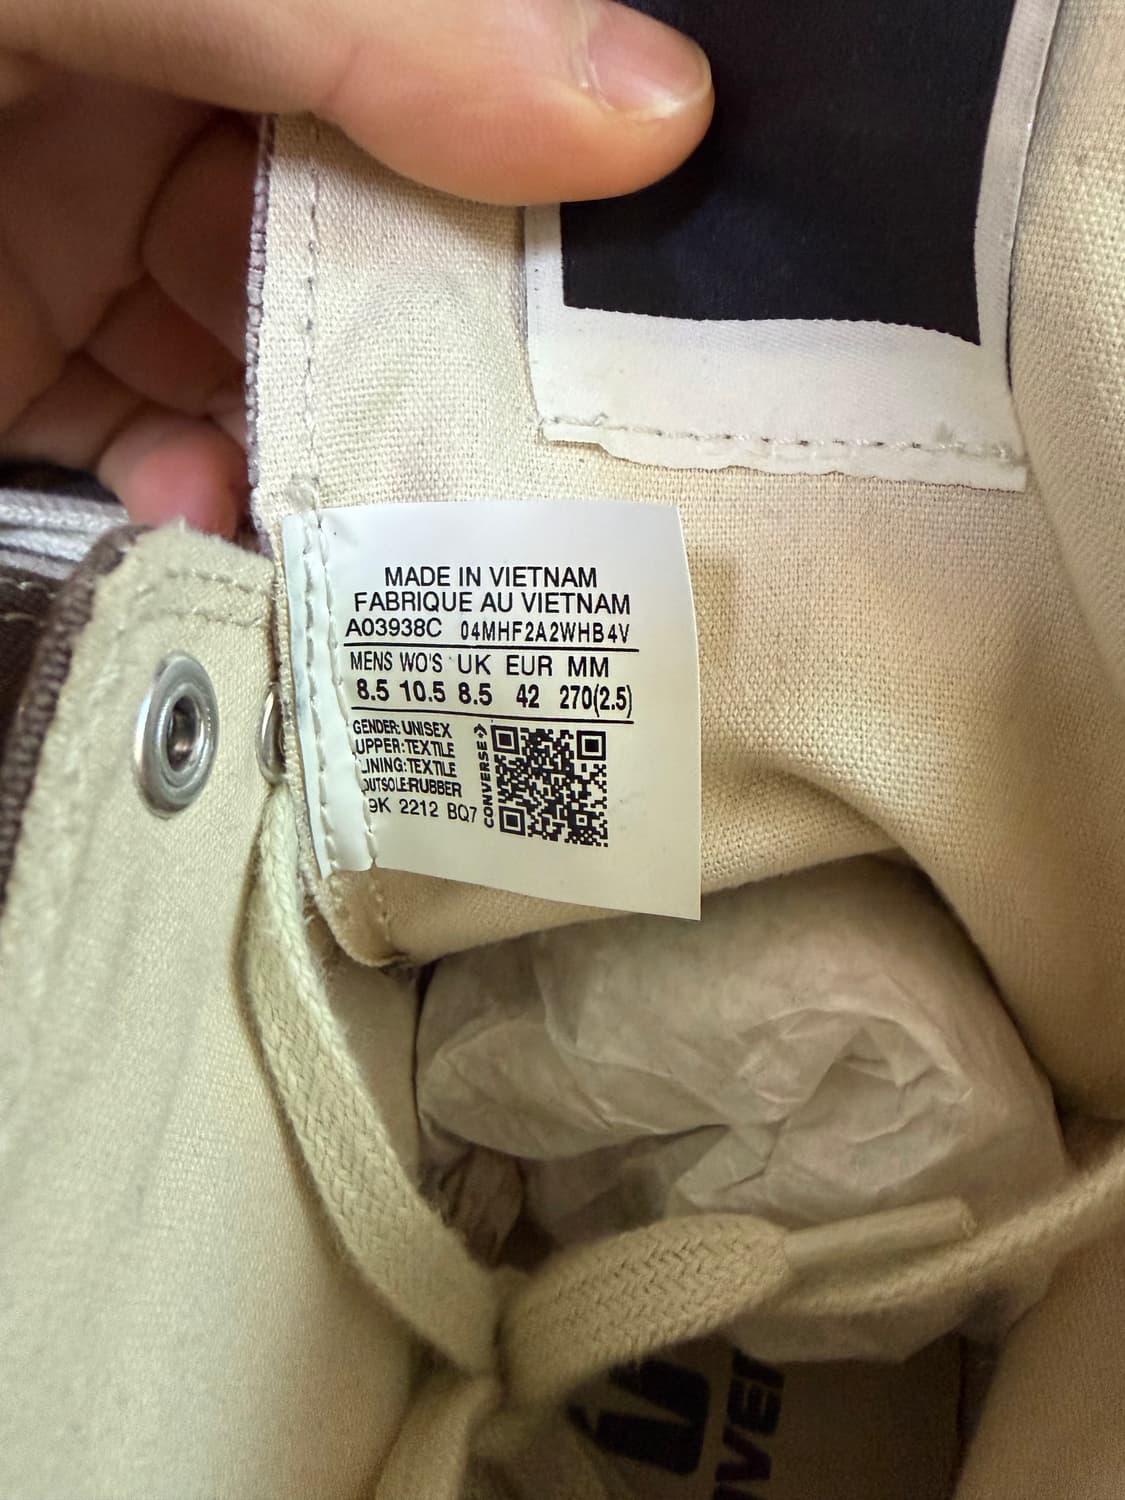 MADE IN VIETNAM
FABRIQUE AU VIETNAM
A03938C 04MHF2A2WHB4V
MENS WO'S UK EUR MM
8.5 10.5 8.5 42 270(2.5)
GENDER: UNISEX
UPPER:TEXTILE
LINING:TEXTILE
OUTSOLE:RUBBER
9K 2212 BQ7
CONVERSE